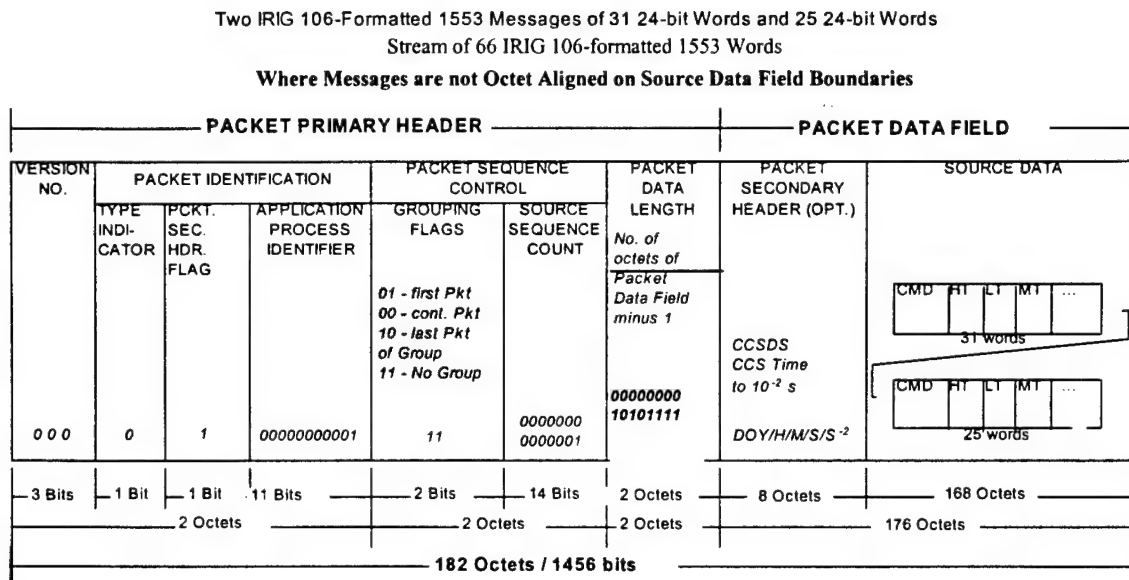 Two IRIG 106-Formatted 1553 Messages of 31 24-bit Words and 25 24-bit Words
Stream of 66 IRIG 106-formatted 1553 Words
Where Messages are not Octet Aligned on Source Data Field Boundaries
PACKET PRIMARY HEADER
PACKET DATA FIELD
VERSION
NO.
PACKET IDENTIFICATION
PACKET SEQUENCE
CONTROL
PACKET
DATA
LENGTH
PACKET
SECONDARY
HEADER (OPT.)
SOURCE DATA
TYPE
INDI-
CATOR
PCKT.
SEC.
HDR.
FLAG
APPLICATION
PROCESS
IDENTIFIER
GROUPING
FLAGS
SOURCE
SEQUENCE
COUNT
No. of
octets of
Packet
Data Field
minus 1
01 - first Pkt
00 - cont. Pkt
10 - last Pkt
of Group
11 - No Group
CCSDS
CCS Time
to 10⁻² s
CMD HT LT MT ...
31 words
CMD HT LT MT ...
25 words
0 0 0
0
1
00000000001
11
0000000
0000001
00000000
10101111
DOY/H/M/S/S⁻²
3 Bits
1 Bit
1 Bit
11 Bits
2 Bits
14 Bits
2 Octets
8 Octets
168 Octets
2 Octets
2 Octets
2 Octets
176 Octets
182 Octets / 1456 bits